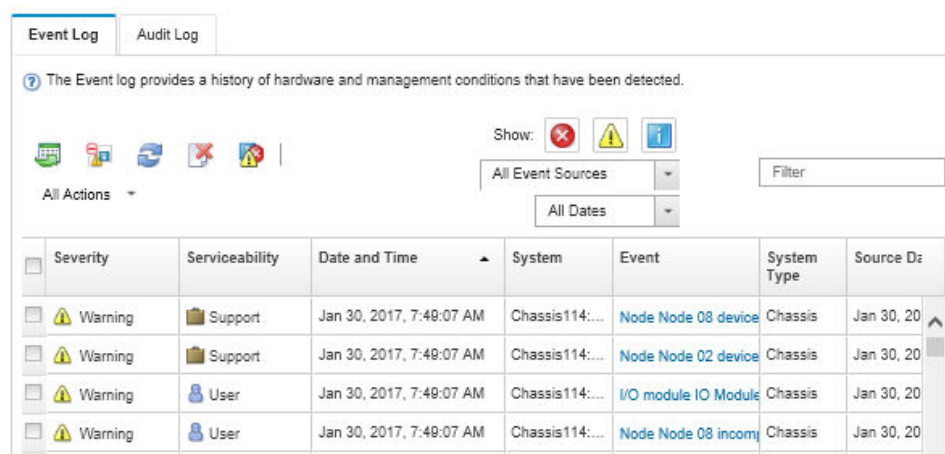 Event Log Audit Log
The Event log provides a history of hardware and management conditions that have been detected.
Show:
All Event Sources
Filter
All Actions
All Dates
Severity Serviceability Date and Time System Event System Type Source Da
Warning Support Jan 30, 2017, 7:49:07 AM Chassis114:... Node Node 08 device Chassis Jan 30, 20
Warning Support Jan 30, 2017, 7:49:07 AM Chassis114:... Node Node 02 device Chassis Jan 30, 20
Warning User Jan 30, 2017, 7:49:07 AM Chassis114:... I/O module IO Module Chassis Jan 30, 20
Warning User Jan 30, 2017, 7:49:07 AM Chassis114:... Node Node 08 incomp Chassis Jan 30, 20